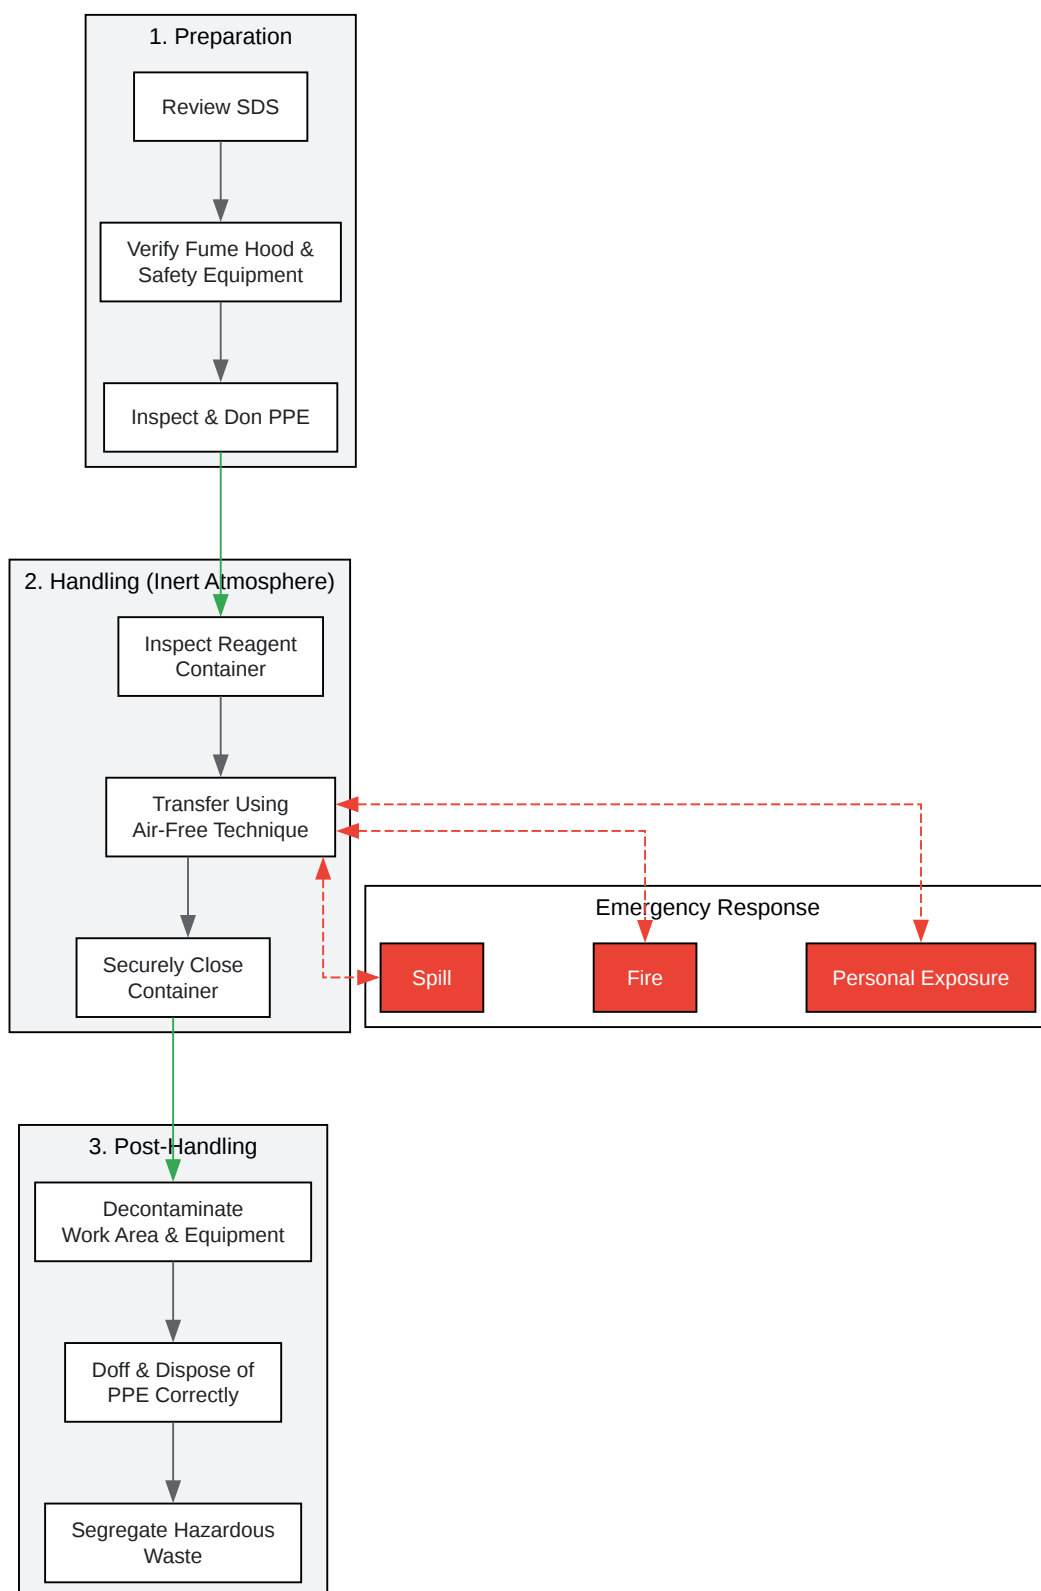 1. Preparation
Review SDS
Verify Fume Hood &
Safety Equipment
Inspect & Don PPE
2. Handling (Inert Atmosphere)
Inspect Reagent
Container
Transfer Using
Air-Free Technique
Securely Close
Container
Emergency Response
Spill
Fire
Personal Exposure
3. Post-Handling
Decontaminate
Work Area & Equipment
Doff & Dispose of
PPE Correctly
Segregate Hazardous
Waste